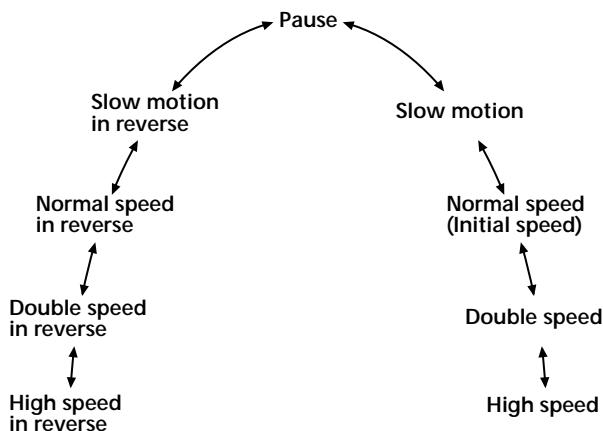 Pause
Slow motion
in reverse
Slow motion
Normal speed
in reverse
Normal speed
(Initial speed)
Double speed
in reverse
Double speed
High speed
in reverse
High speed